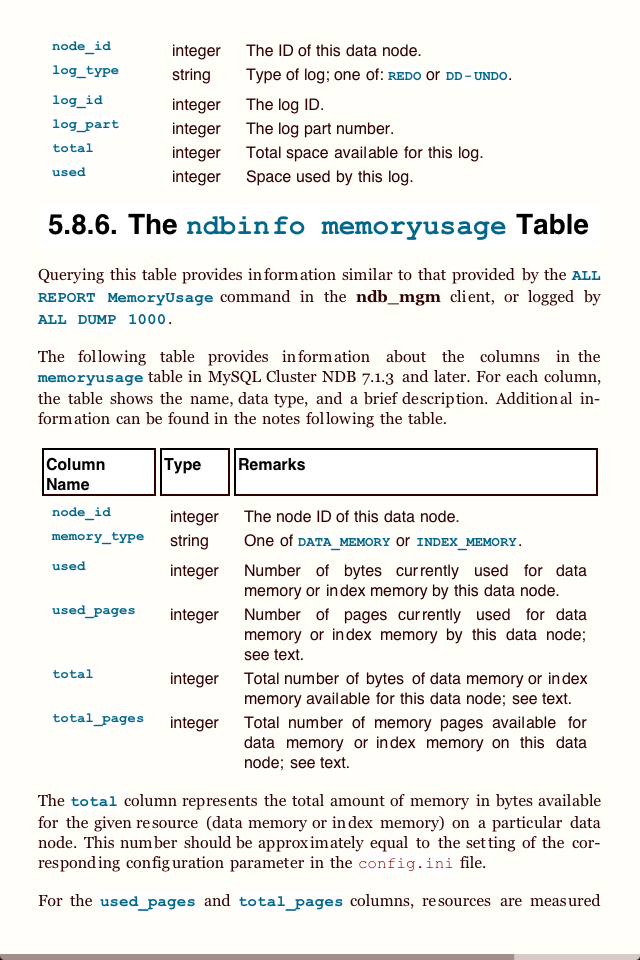 node_id integer The ID of this data node.
log_type string Type of log; one of: REDO or DD-UNDO.
log_id integer The log ID.
log_part integer The log part number.
total integer Total space available for this log.
used integer Space used by this log.
5.8.6. The ndbinfo memoryusage Table
Querying this table provides information similar to that provided by the ALL
REPORT MemoryUsage command in the ndb_mgm client, or logged by
ALL DUMP 1000.
The following table provides information about the columns in the
memoryusage table in MySQL Cluster NDB 7.1.3 and later. For each column,
the table shows the name, data type, and a brief description. Additional in-
formation can be found in the notes following the table.
Column Type Remarks
Name
node_id integer The node ID of this data node.
memory_type string One of DATA_MEMORY or INDEX_MEMORY.
used integer Number of bytes currently used for data
memory or index memory by this data node.
used_pages integer Number of pages currently used for data
memory or index memory by this data node;
see text.
total integer Total number of bytes of data memory or index
memory available for this data node; see text.
total_pages integer Total number of memory pages available for
data memory or index memory on this data
node; see text.
The total column represents the total amount of memory in bytes available
for the given resource (data memory or index memory) on a particular data
node. This number should be approximately equal to the setting of the cor-
responding configuration parameter in the config.ini file.
For the used_pages and total_pages columns, resources are measured